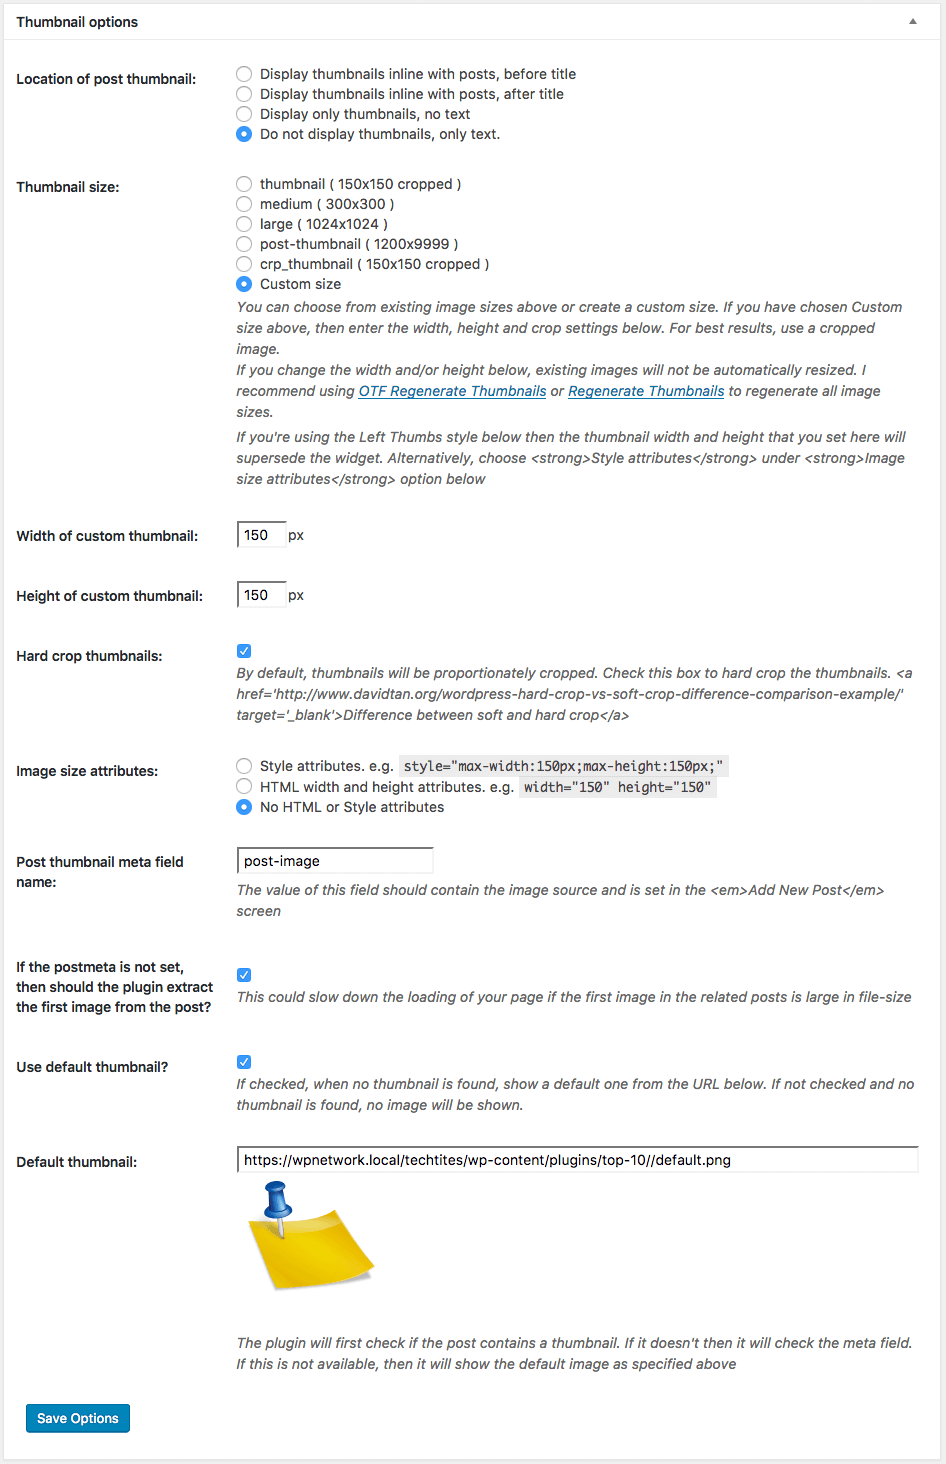 Thumbnail options
Location of post thumbnail:
Display thumbnails inline with posts, before title
Display thumbnails inline with posts, after title
Display only thumbnails, no text
Do not display thumbnails, only text.
Thumbnail size:
thumbnail ( 150x150 cropped )
medium ( 300x300 )
large ( 1024x1024 )
post-thumbnail ( 1200x9999 )
crp_thumbnail ( 150x150 cropped )
Custom size
You can choose from existing image sizes above or create a custom size. If you have chosen Custom
size above, then enter the width, height and crop settings below. For best results, use a cropped
image.
If you change the width and/or height below, existing images will not be automatically resized. I
recommend using OTF Regenerate Thumbnails or Regenerate Thumbnails to regenerate all image
sizes.
If you're using the Left Thumbs style below then the thumbnail width and height that you set here will
supersede the widget. Alternatively, choose <strong>Style attributes</strong> under <strong>Image
size attributes</strong> option below
Width of custom thumbnail:
150 px
Height of custom thumbnail:
150 px
Hard crop thumbnails:
By default, thumbnails will be proportionately cropped. Check this box to hard crop the thumbnails. <a
href='http://www.davidtan.org/wordpress-hard-crop-vs-soft-crop-difference-comparison-example/'
target='_blank'>Difference between soft and hard crop</a>
Image size attributes:
Style attributes. e.g. style="max-width:150px;max-height:150px;"
HTML width and height attributes. e.g. width="150" height="150"
No HTML or Style attributes
Post thumbnail meta field
name:
post-image
The value of this field should contain the image source and is set in the <em>Add New Post</em>
screen
If the postmeta is not set,
then should the plugin extract
the first image from the post?
This could slow down the loading of your page if the first image in the related posts is large in file-size
Use default thumbnail?
If checked, when no thumbnail is found, show a default one from the URL below. If not checked and no
thumbnail is found, no image will be shown.
Default thumbnail:
https://wpnetwork.local/techtites/wp-content/plugins/top-10//default.png
The plugin will first check if the post contains a thumbnail. If it doesn't then it will check the meta field.
If this is not available, then it will show the default image as specified above
Save Options